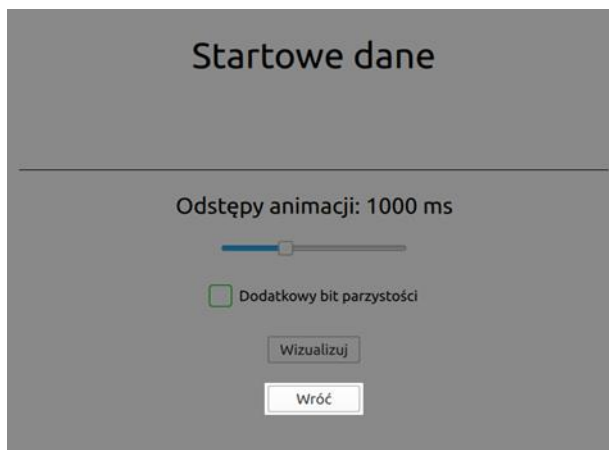 Startowe dane
Odstępy animacji: 1000 ms
Dodatkowy bit parzystości
Wizualizuj
Wróć